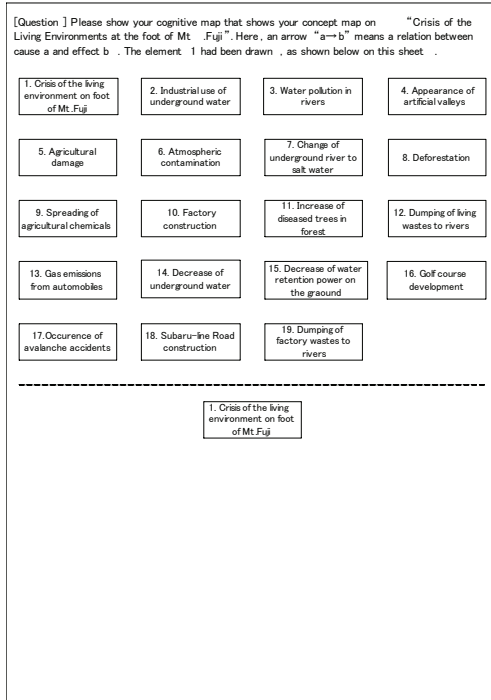 [Question ] Please show your cognitive map that shows your concept map on “Crisis of the
Living Environments at the foot of Mt .Fuji”. Here, an arrow “a→b” means a relation between
cause a and effect b . The element 1 had been drawn , as shown below on this sheet .
1. Crisis of the living
environment on foot
of Mt.Fuji
2. Industrial use of
underground water
3. Water pollution in
rivers
4. Appearance of
artificial valleys
5. Agricultural
damage
6. Atmospheric
contamination
7. Change of
underground river to
salt water
8. Deforestation
9. Spreading of
agricultural chemicals
10. Factory
construction
11. Increase of
diseased trees in
forest
12. Dumping of living
wastes to rivers
13. Gas emissions
from automobiles
14. Decrease of
underground water
15. Decrease of water
retention power on
the graound
16. Golf course
development
17.Occurence of
avalanche accidents
18. Subaru-line Road
construction
19. Dumping of
factory wastes to
rivers
1. Crisis of the living
environment on foot
of Mt.Fuji